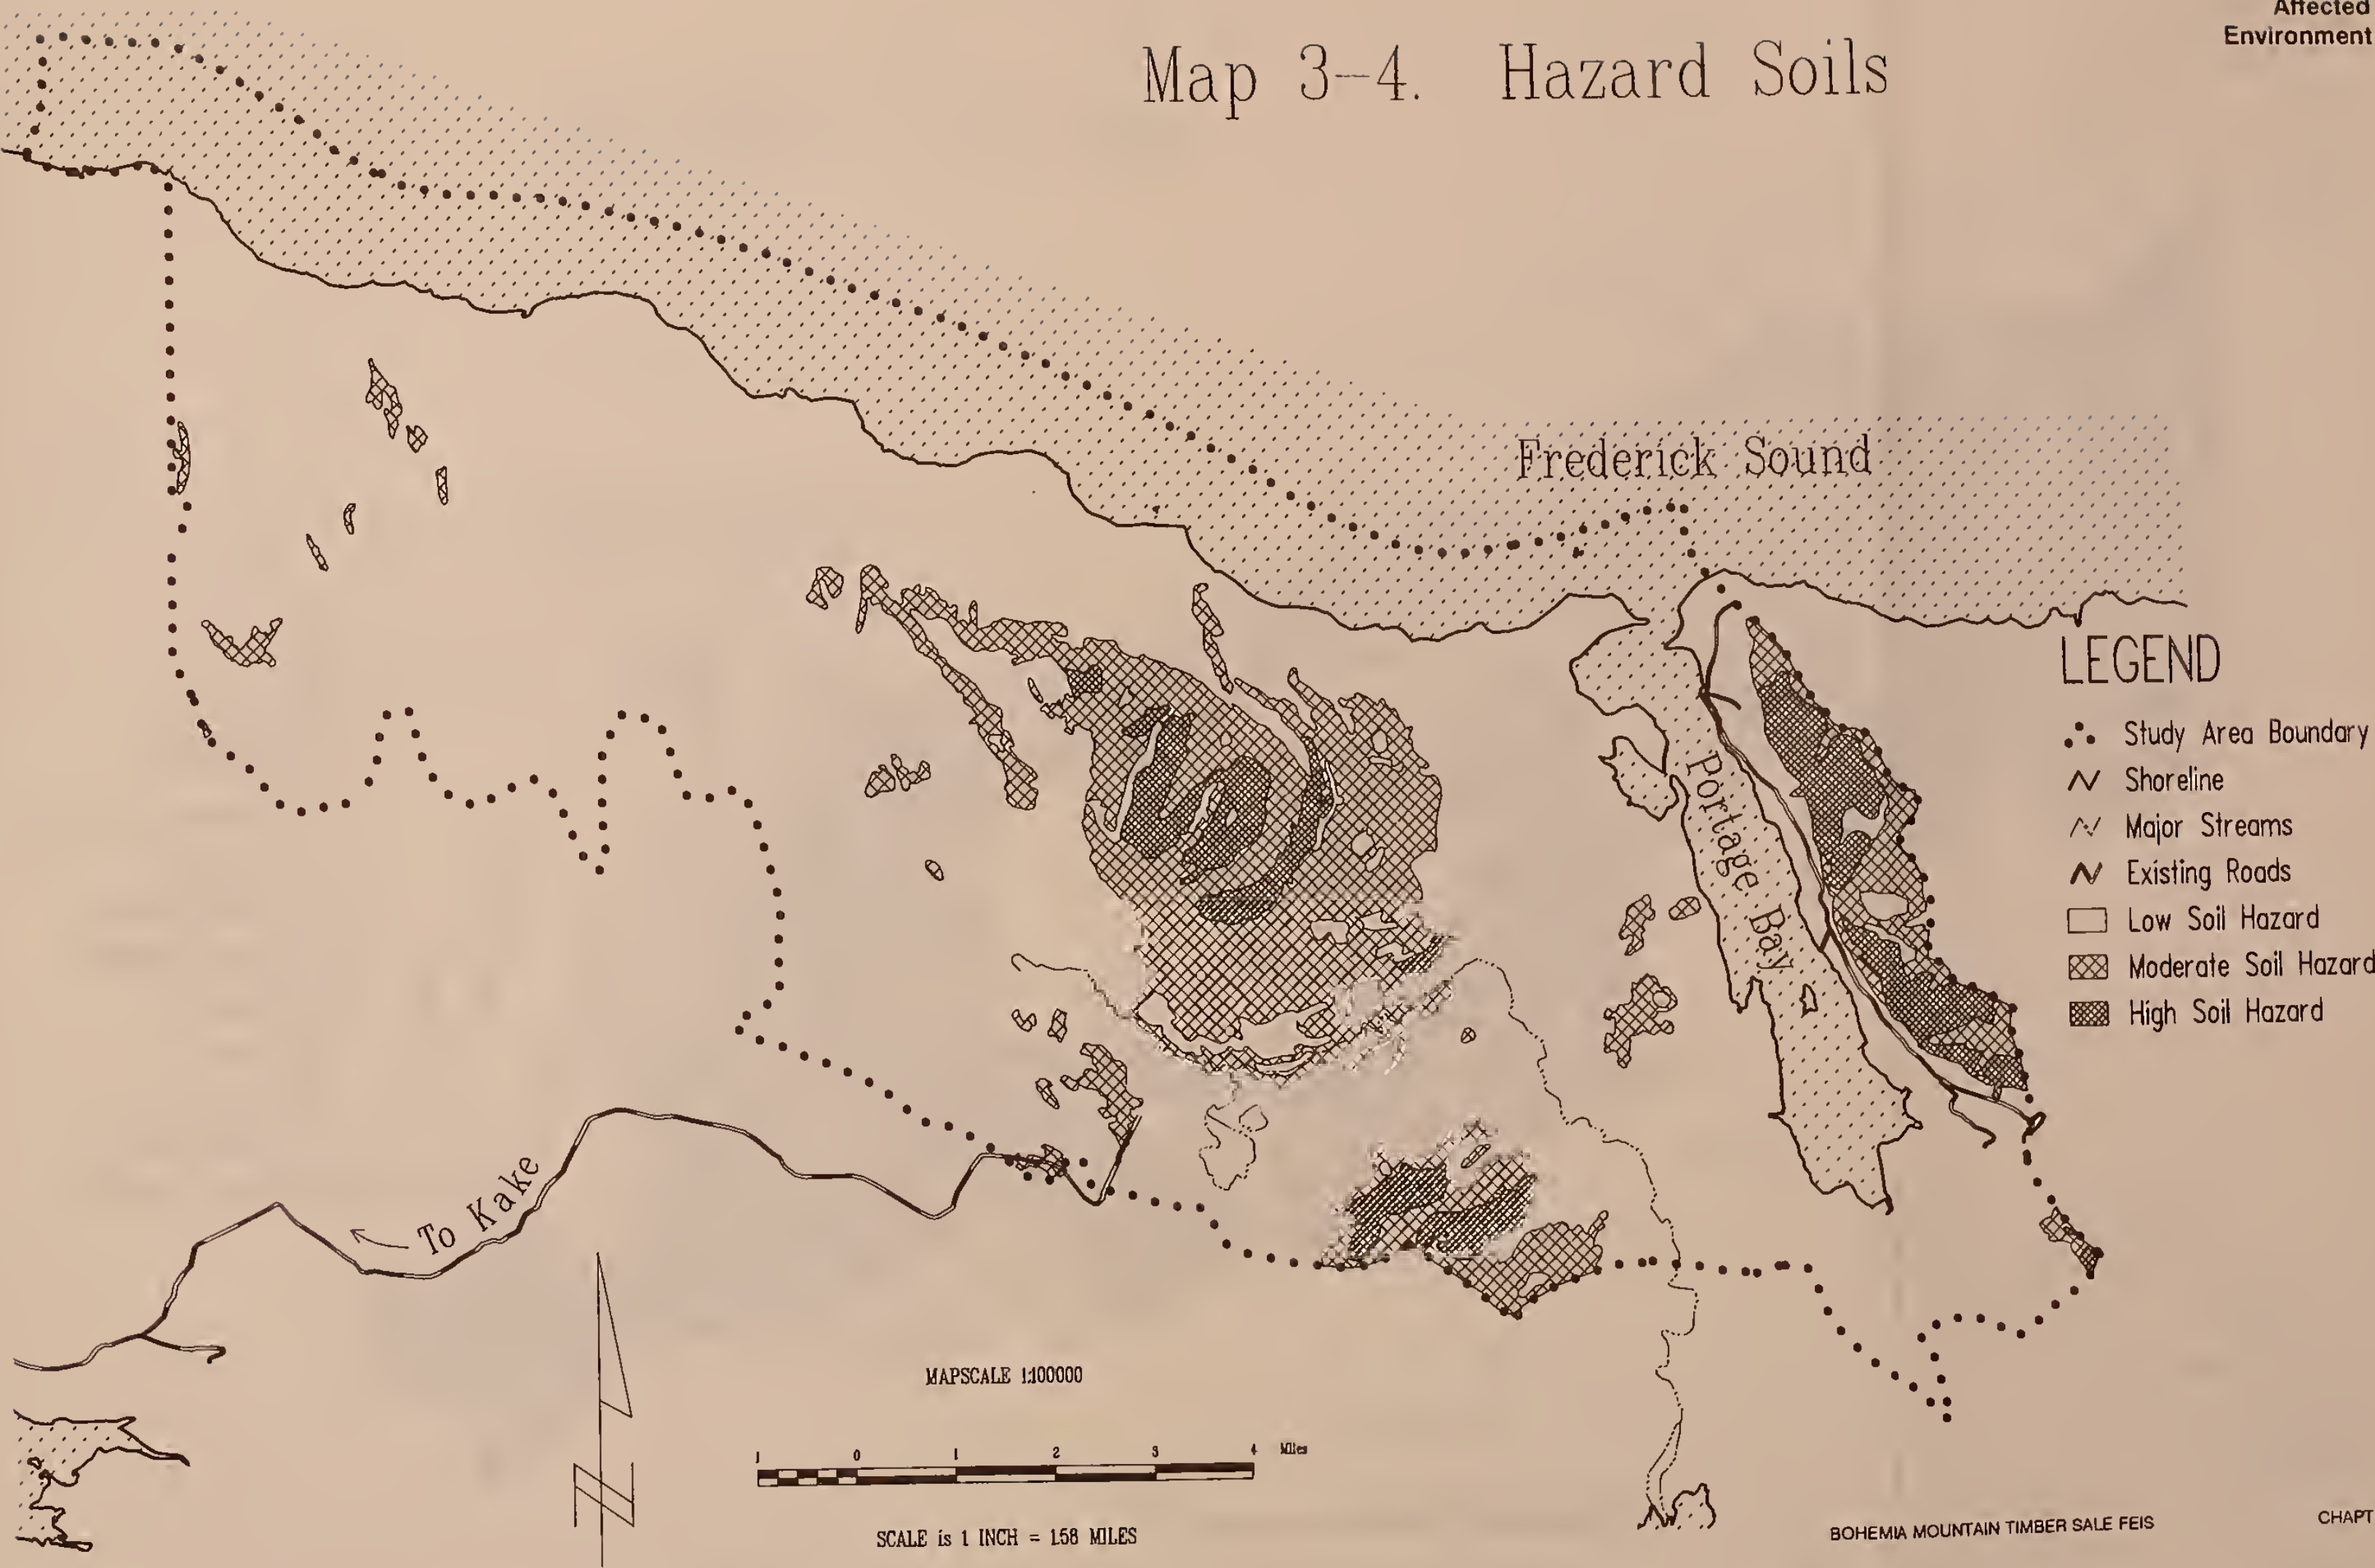 Affected
Environment
Map 3-4. Hazard Soils
Frederick Sound
Portage Bay
LEGEND
Study Area Boundary
Shoreline
Major Streams
Existing Roads
Low Soil Hazard
Moderate Soil Hazard
High Soil Hazard
To Kake
N
MAPSCALE 1:100000
1 0 1 2 3 4 Miles
SCALE is 1 INCH = 1.58 MILES
BOHEMIA MOUNTAIN TIMBER SALE FEIS
CHAPT